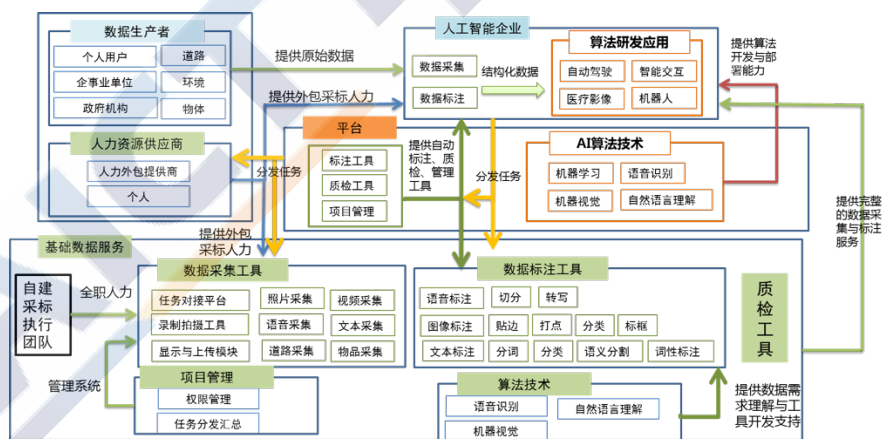 数据生产者
个人用户
道路
企事业单位
环境
政府机构
物体
人力资源供应商
人力外包提供商
个人
提供原始数据
提供外包采标人力
人工智能企业
数据采集
结构化数据
数据标注
算法研发应用
自动驾驶
智能交互
医疗影像
机器人
提供算法
开发与部
署能力
平台
标注工具
质检工具
项目管理
提供自动
标注、质
检、管理
工具
分发任务
分发任务
AI算法技术
机器学习
语音识别
机器视觉
自然语言理解
提供完整
的数据采
集与标注
服务
提供外包
采标人力
基础数据服务
自建
采标
执行
团队
全职人力
数据采集工具
任务对接平台
照片采集
视频采集
录制拍摄工具
语音采集
文本采集
显示与上传模块
道路采集
物品采集
管理系统
项目管理
权限管理
任务分发汇总
数据标注工具
语音标注
切分
转写
图像标注
贴边
打点
分类
标框
文本标注
分词
分类
语义分割
词性标注
质
检
工
具
算法技术
语音识别
自然语言理解
机器视觉
提供数据需
求理解与工
具开发支持